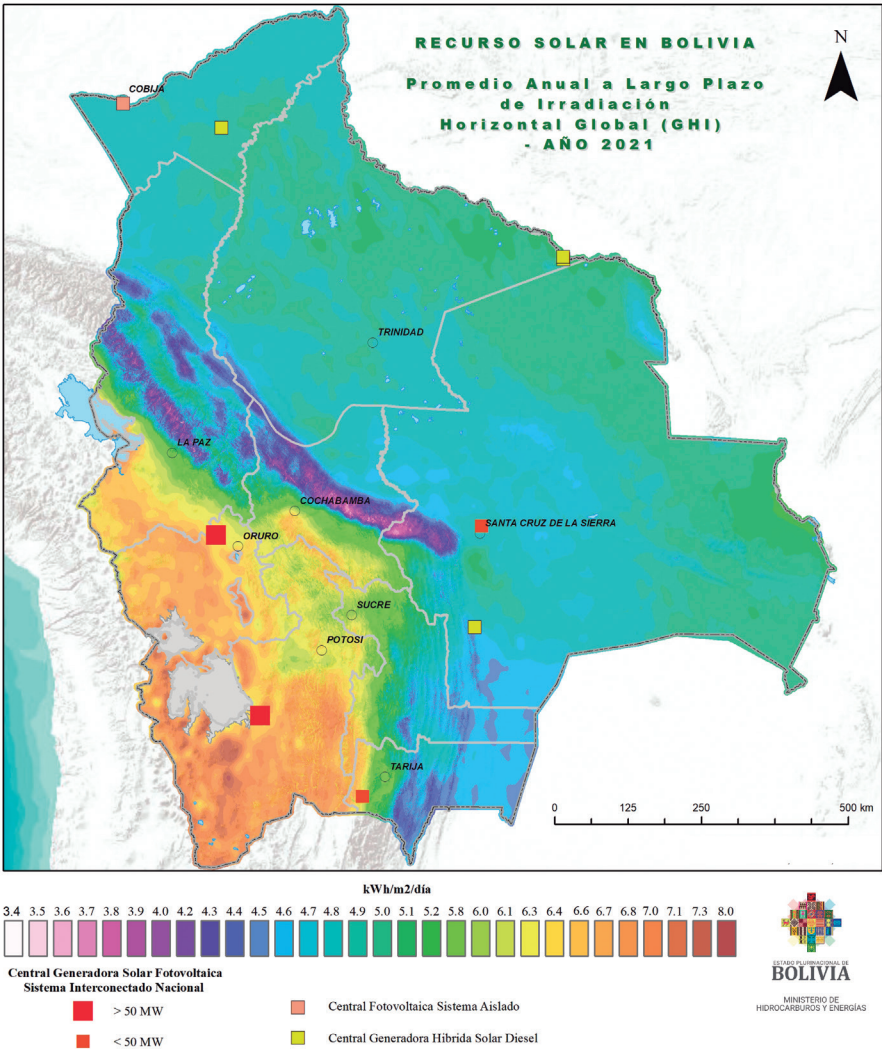 RECURSO SOLAR EN BOLIVIA
Promedio Anual a Largo Plazo
de Irradiación
Horizontal Global (GHI)
- AÑO 2021
N
COBIJA
TRINIDAD
LA PAZ
COCHABAMBA
SANTA CRUZ DE LA SIERRA
ORURO
SUCRE
POTOSI
TARIJA
0 125 250 500 km
kWh/m2/día
3.4 3.5 3.6 3.7 3.8 3.9 4.0 4.2 4.3 4.4 4.5 4.6 4.7 4.8 4.9 5.0 5.1 5.2 5.8 6.0 6.1 6.3 6.4 6.6 6.7 6.8 7.0 7.1 7.3 8.0
Central Generadora Solar Fotovoltaica
Sistema Interconectado Nacional
> 50 MW
< 50 MW
Central Fotovoltaica Sistema Aislado
Central Generadora Hibrida Solar Diesel
ESTADO PLURINACIONAL DE
BOLIVIA
MINISTERIO DE
HIDROCARBUROS Y ENERGÍAS